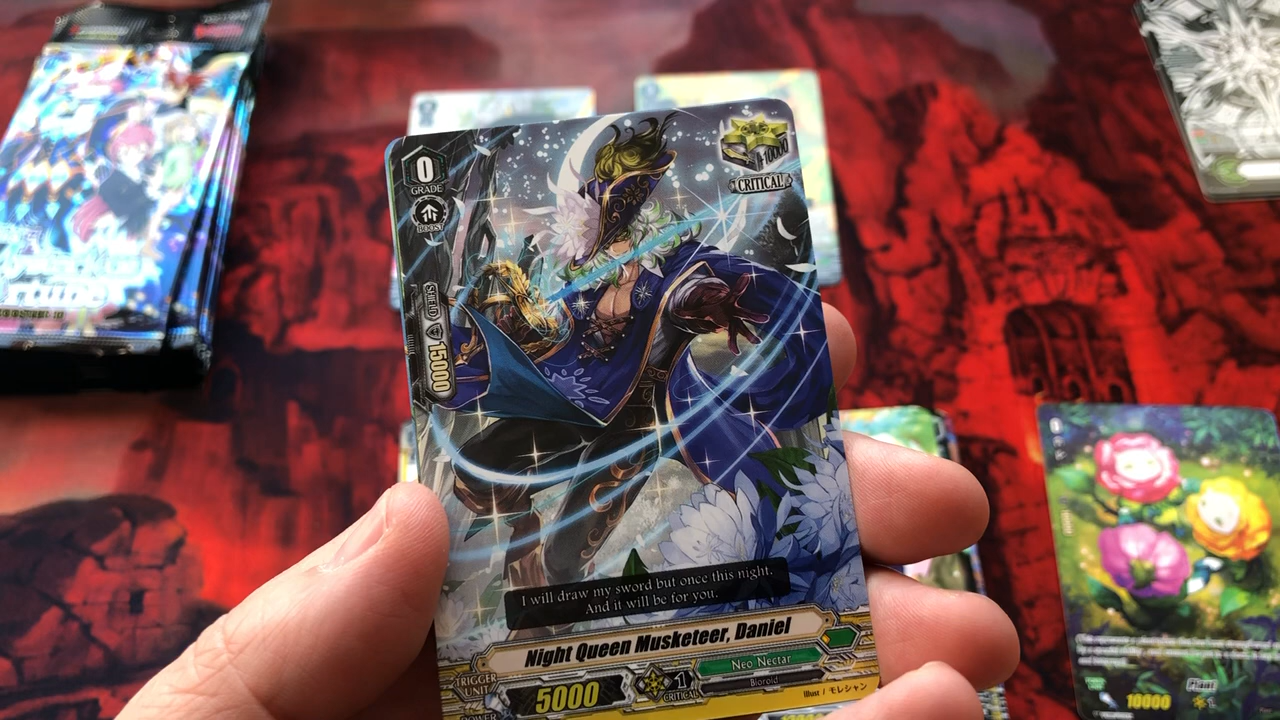 0
GRADE
BOOST
+10000
CRITICAL
SHIELD
15000
I will draw my sword but once this night.
And it will be for you.
Night Queen Musketeer, Daniel
TRIGGER
UNIT
POWER
5000
1
CRITICAL
Neo Nectar
Bioroid
Illust / モレシャン
10000
Plant